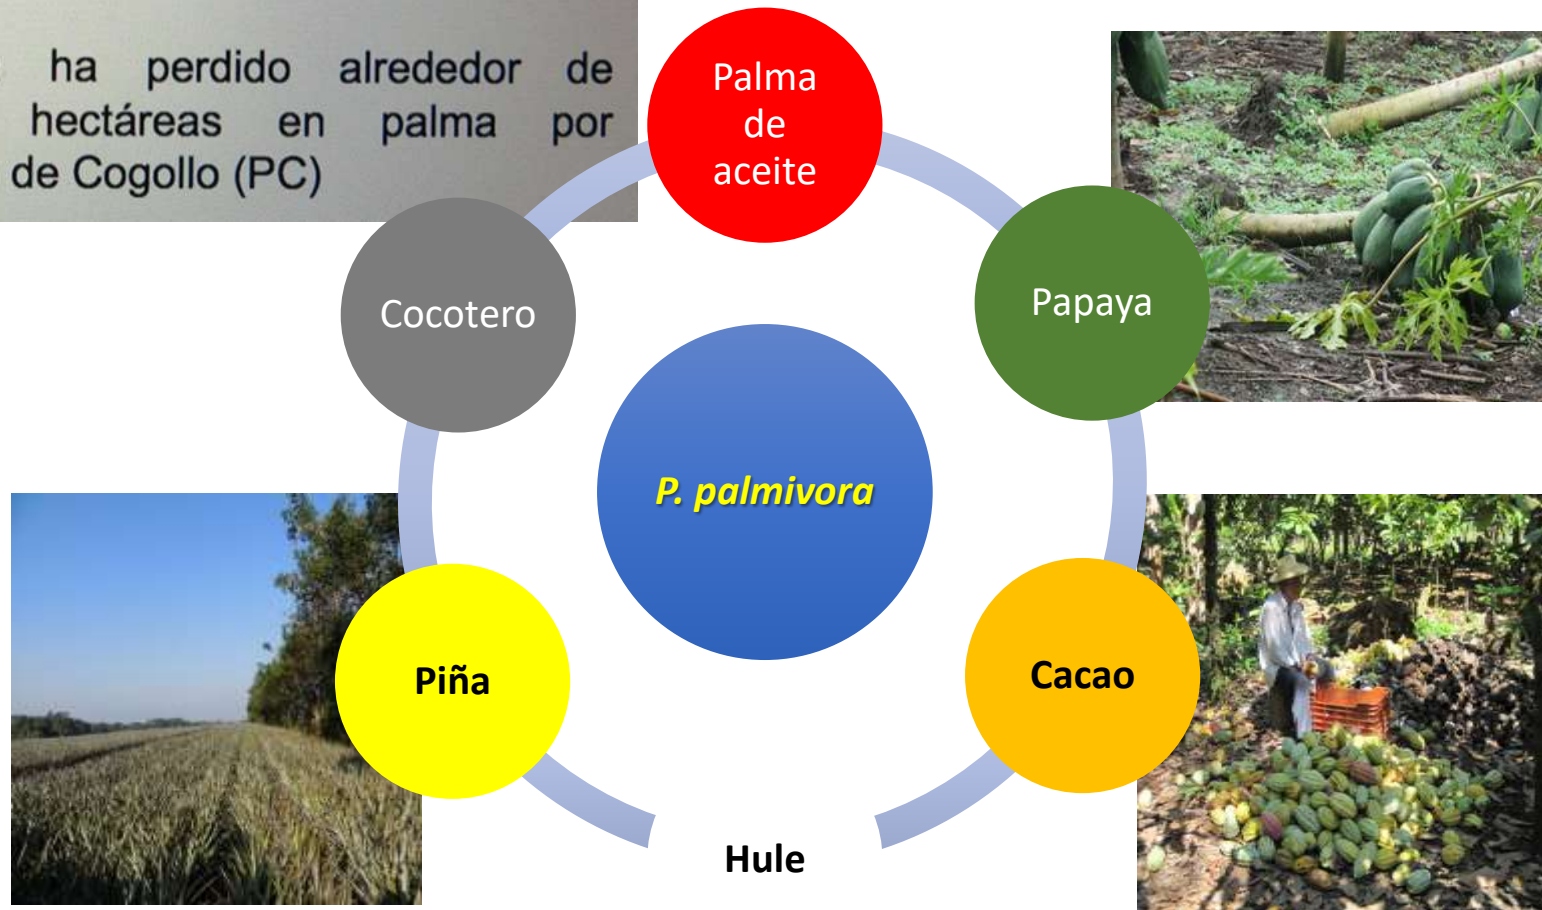 ha perdido alrededor de
hectáreas en palma por
de Cogollo (PC)
Palma
de
aceite
Cocotero
Papaya
P. palmivora
Piña
Cacao
Hule